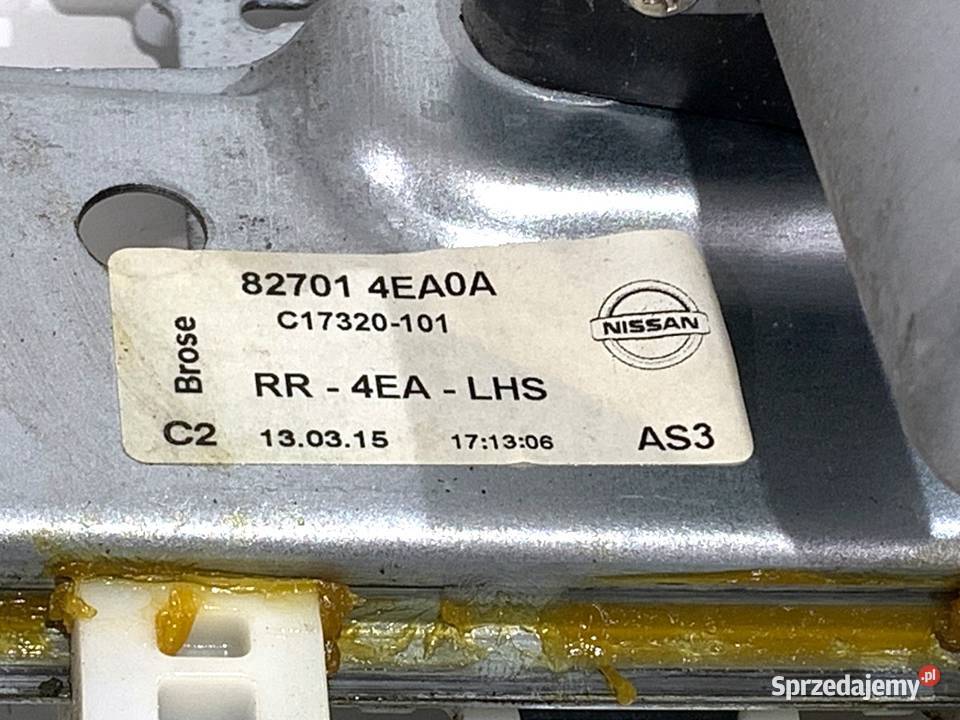 82701 4EA0A
C17320-101
NISSAN
Brose
RR - 4EA - LHS
C2 13.03.15 17:13:06 AS3
Sprzedajemy.pl